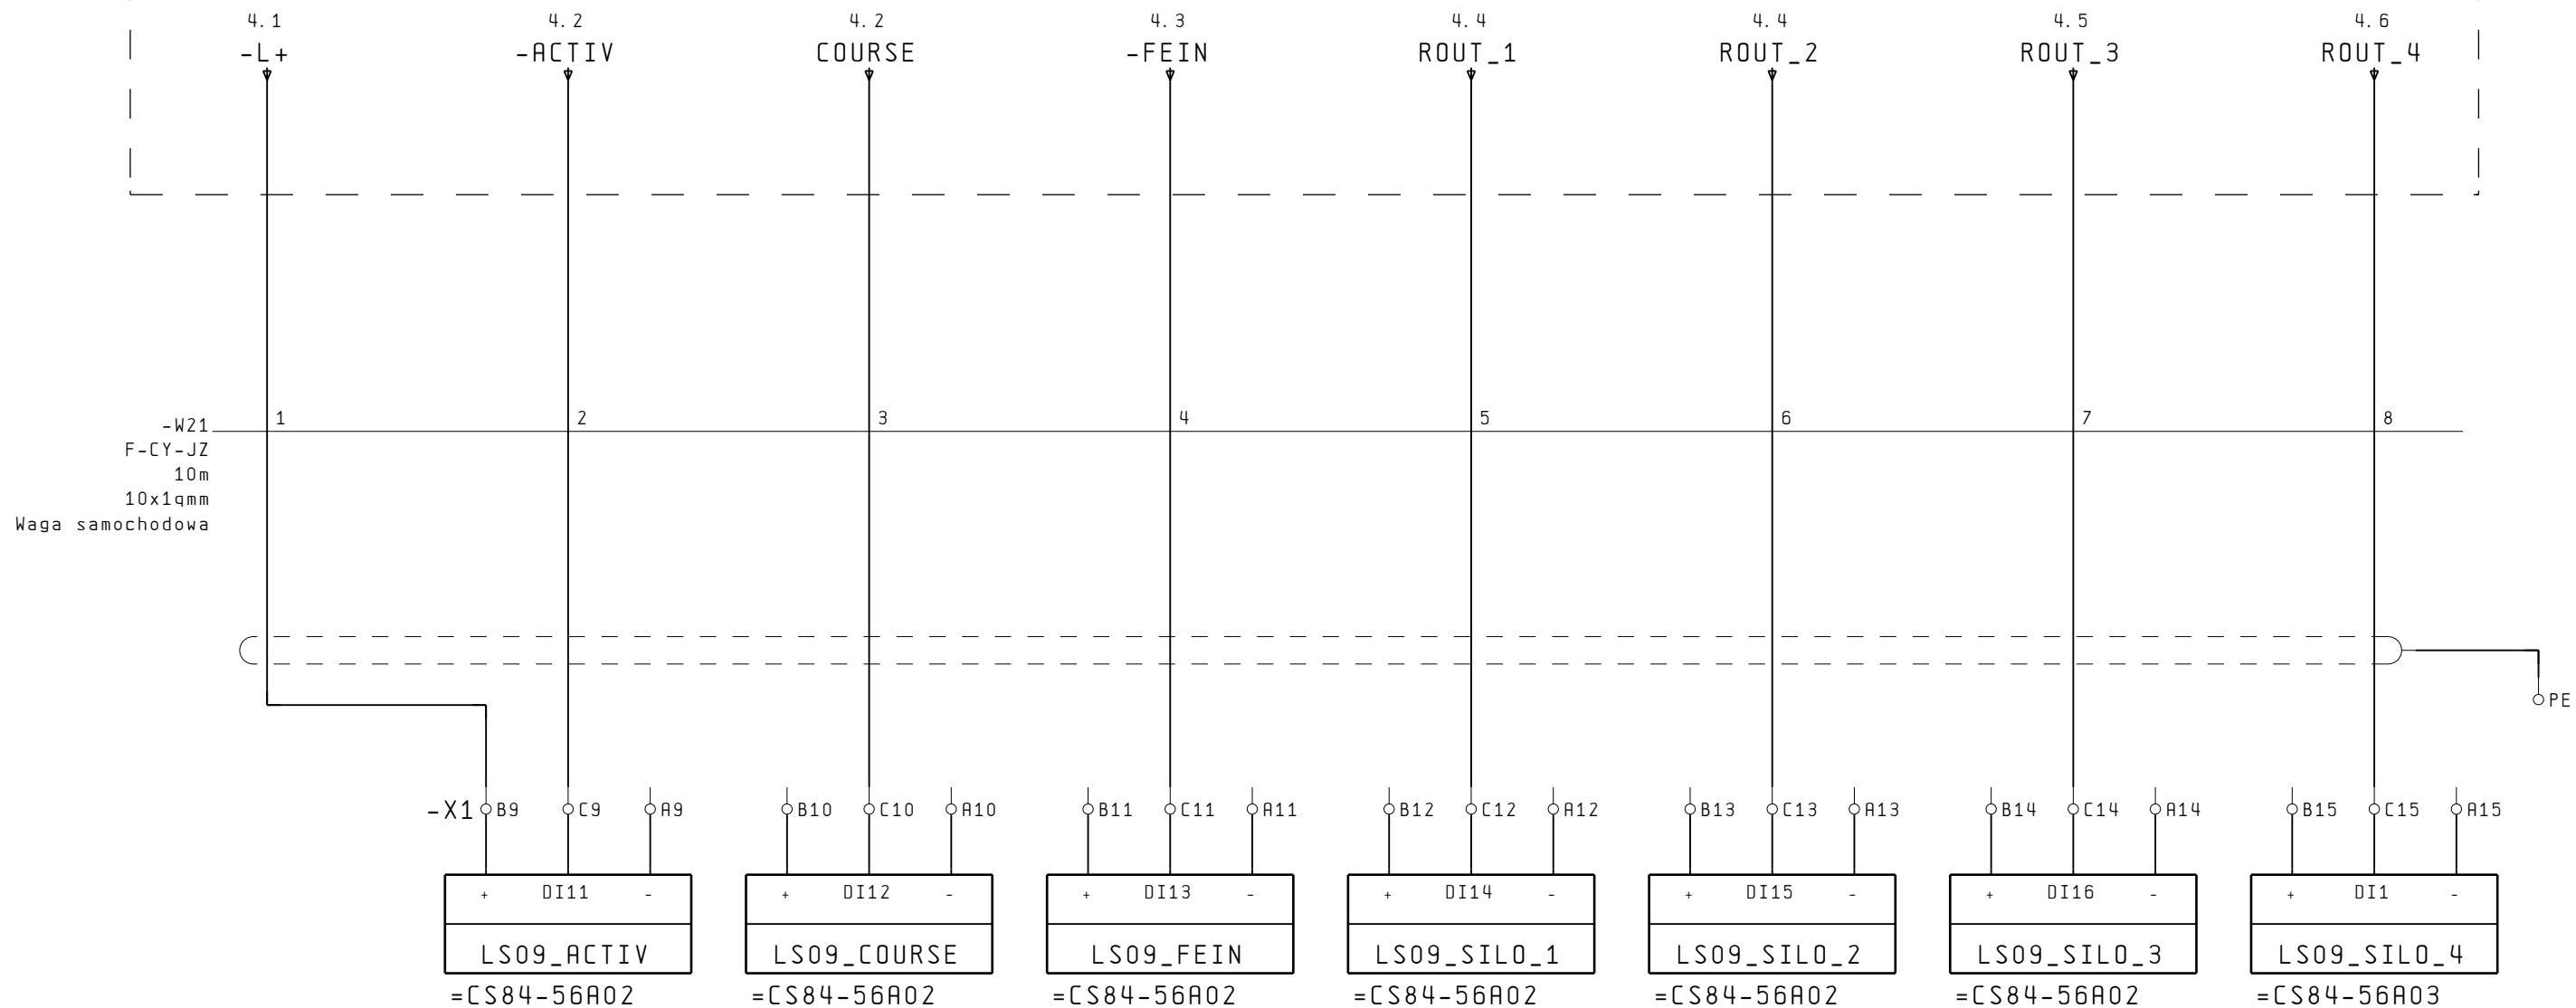 4.1 4.2 4.2 4.3 4.4 4.4 4.5 4.6
-L+ -ACTIV COURSE -FEIN ROUT_1 ROUT_2 ROUT_3 ROUT_4
-W21 1 2 3 4 5 6 7 8
F-CY-JZ
10m
10x1qmm
Waga samochodowa
PE
-X1 B9 C9 A9 B10 C10 A10 B11 C11 A11 B12 C12 A12 B13 C13 A13 B14 C14 A14 B15 C15 A15
+ DI11 - + DI12 - + DI13 - + DI14 - + DI15 - + DI16 - + DI1 -
LS09_ACTIV LS09_COURSE LS09_FEIN LS09_SILO_1 LS09_SILO_2 LS09_SILO_3 LS09_SILO_4
=CS84-56A02 =CS84-56A02 =CS84-56A02 =CS84-56A02 =CS84-56A02 =CS84-56A02 =CS84-56A03